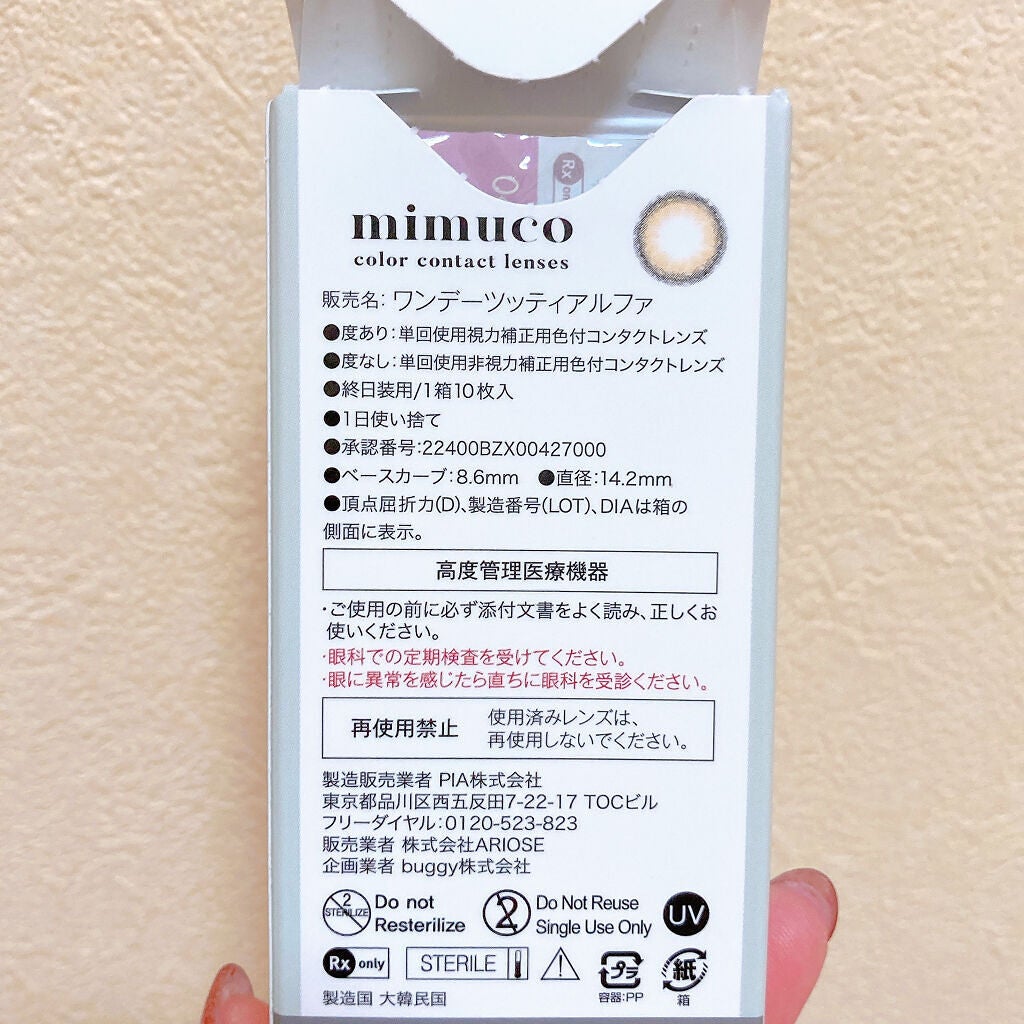 Rx on
mimuco
color contact lenses
販売名：ワンデーツッティアルファ
●度あり：単回使用視力補正用色付コンタクトレンズ
●度なし：単回使用非視力補正用色付コンタクトレンズ
●終日装用/1箱10枚入
●1日使い捨て
●承認番号：22400BZX00427000
●ベースカーブ：8.6mm ●直径：14.2mm
●頂点屈折力(D)、製造番号(LOT)、DIAは箱の
側面に表示。
高度管理医療機器
・ご使用の前に必ず添付文書をよく読み、正しくお
使いください。
・眼科での定期検査を受けてください。
・眼に異常を感じたら直ちに眼科を受診ください。
再使用禁止
使用済みレンズは、
再使用しないでください。
製造販売業者 PIA株式会社
東京都品川区西五反田7-22-17 TOCビル
フリーダイヤル：0120-523-823
販売業者 株式会社ARIOSE
企画業者 buggy株式会社
2 STERILIZE Do not
Resterilize
2 Do Not Reuse
Single Use Only
UV
Rx only
STERILE
プラ
容器：PP
紙
箱
製造国 大韓民国